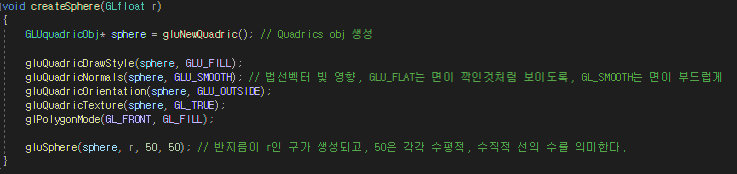 void createSphere(GLfloat r)
{
GLUquadricObj* sphere = gluNewQuadric(); // Quadrics obj 생성
gluQuadricDrawStyle(sphere, GLU_FILL);
gluQuadricNormals(sphere, GLU_SMOOTH); // 법선벡터 빛 영향, GLU_FLAT는 면이 깍인것처럼 보이도록, GL_SMOOTH는 면이 부드럽게
gluQuadricOrientation(sphere, GLU_OUTSIDE);
gluQuadricTexture(sphere, GL_TRUE);
glPolygonMode(GL_FRONT, GL_FILL);
gluSphere(sphere, r, 50, 50); // 반지름이 r인 구가 생성되고, 50은 각각 수평적, 수직적 선의 수를 의미한다.
}